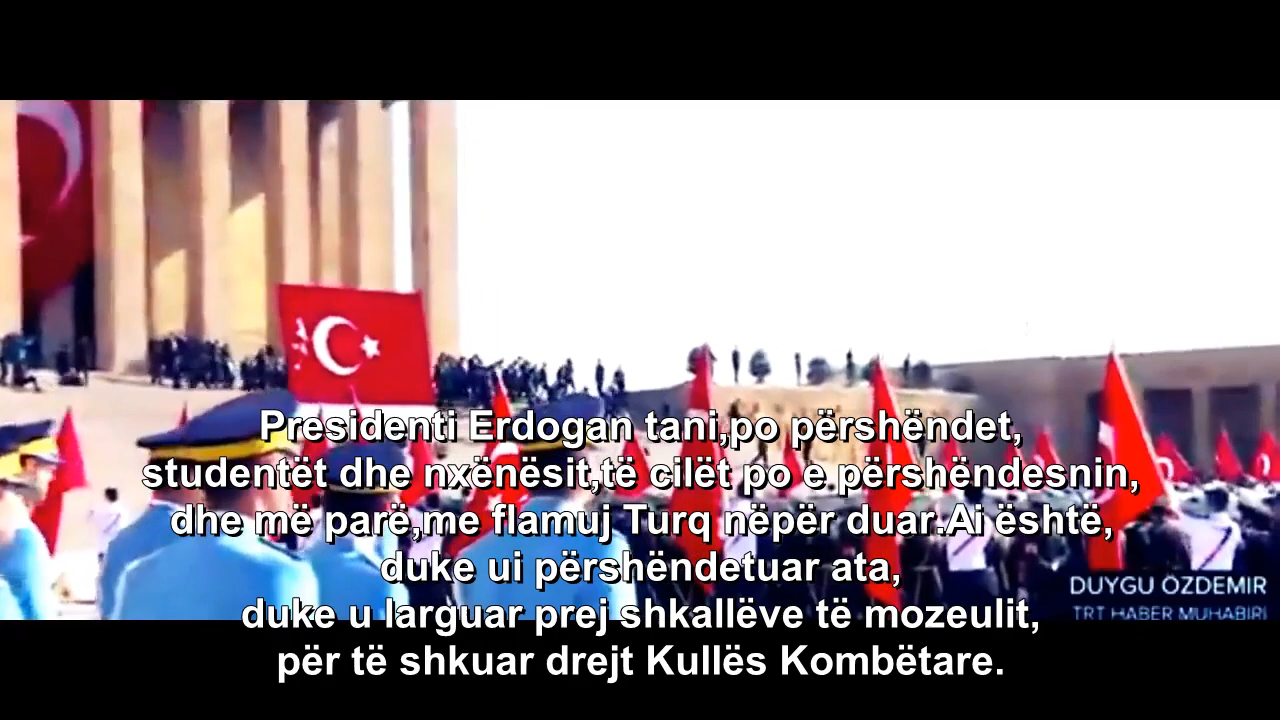 Presidenti Erdogan tani,po përshëndet,
studentët dhe nxënësit,të cilët po e përshëndesnin,
dhe më parë,me flamuj Turq nëpër duar.Ai është,
duke ui përshëndetuar ata,
duke u larguar prej shkallëve të mozeulit,
për të shkuar drejt Kullës Kombëtare.
DUYGU ÖZDEMIR
TRT HABER MUHABIRI